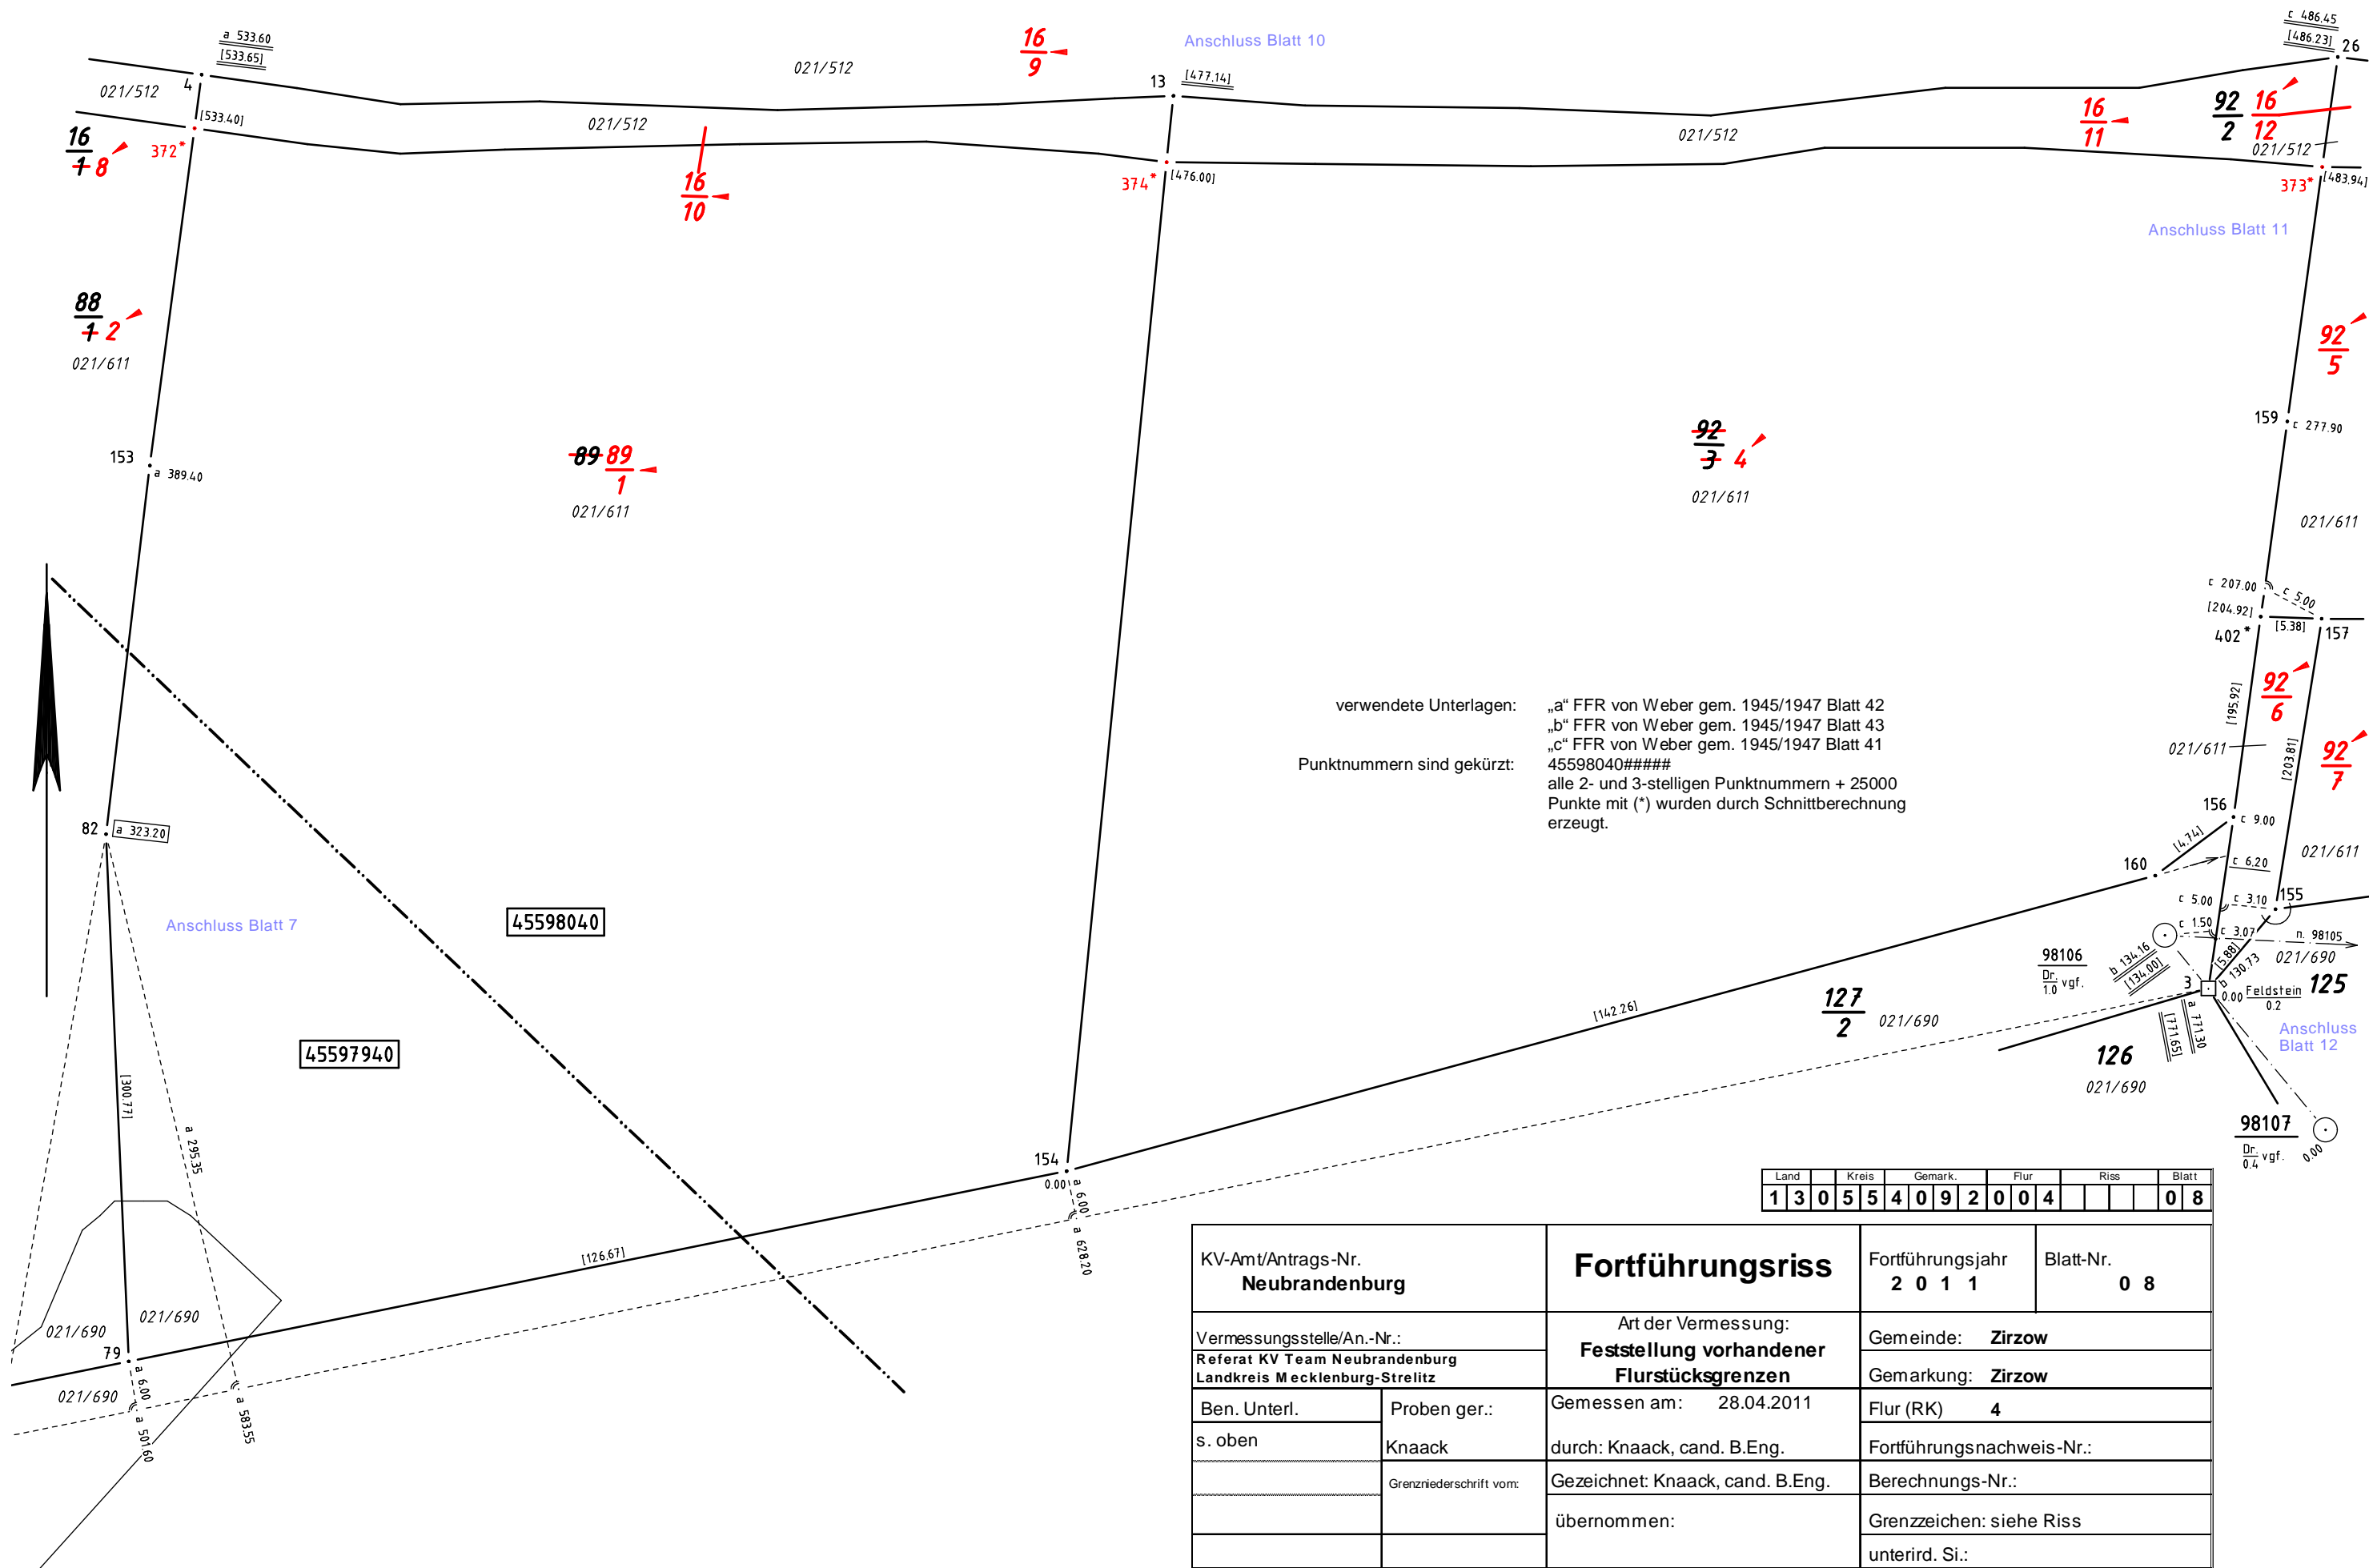 a 533.60
[533.65]
4
021/512
[533.40]
372*
16
1 8
021/512
16
9
Anschluss Blatt 10
13
[477.14]
021/512
16
10
374*
[476.00]
021/512
16
11
c 486.45
[486.23]
26
92
2
16
12
021/512
373*
[483.94]
Anschluss Blatt 11
88
1 2
021/611
92
5
153
a 389.40
89 89
1
021/611
92
3 4
021/611
159
c 277.90
021/611
c 207.00
c 5.00
[204.92]
402*
[5.38]
157
92
6
[195.92]
021/611
[203.81]
92
7
verwendete Unterlagen: „a“ FFR von Weber gem. 1945/1947 Blatt 42
„b“ FFR von Weber gem. 1945/1947 Blatt 43
„c“ FFR von Weber gem. 1945/1947 Blatt 41
Punktnummern sind gekürzt: 45598040#####
alle 2- und 3-stelligen Punktnummern + 25000
Punkte mit (*) wurden durch Schnittberechnung
erzeugt.
82
a 323.20
156
c 9.00
[4.74]
160
c 6.20
021/611
155
c 5.00
c 3.10
c 1.50
c 3.07
n. 98105
021/690
Anschluss Blatt 7
45598040
45597940
98106
Dr. vgf.
1.0
b 134.16
[134.00]
[5.88]
b 130.73
3
0.00
Feldstein
0.2
125
a 771.30
[771.65]
Anschluss
Blatt 12
127
2
021/690
126
021/690
[142.26]
98107
Dr. vgf.
0.4
0.00
[300.77]
a 295.35
154
0.00
a 6.00
a 628.20
[126.67]
021/690
021/690
79
021/690
a 6.00
a 501.60
a 583.55
Land Kreis Gemark. Flur Riss Blatt
1 3 0 5 5 4 0 9 2 0 0 4 0 8
KV-Amt/Antrags-Nr.
Neubrandenburg
Fortführungsriss
Fortführungsjahr
2 0 1 1
Blatt-Nr.
0 8
Vermessungsstelle/An.-Nr.:
Referat KV Team Neubrandenburg
Landkreis Mecklenburg-Strelitz
Art der Vermessung:
Feststellung vorhandener
Flurstücksgrenzen
Gemeinde: Zirzow
Gemarkung: Zirzow
Ben. Unterl.
s. oben
Proben ger.:
Knaack
Grenzniederschrift vom:
Gemessen am: 28.04.2011
durch: Knaack, cand. B.Eng.
Gezeichnet: Knaack, cand. B.Eng.
übernommen:
Flur (RK) 4
Fortführungsnachweis-Nr.:
Berechnungs-Nr.:
Grenzzeichen: siehe Riss
unterird. Si.: